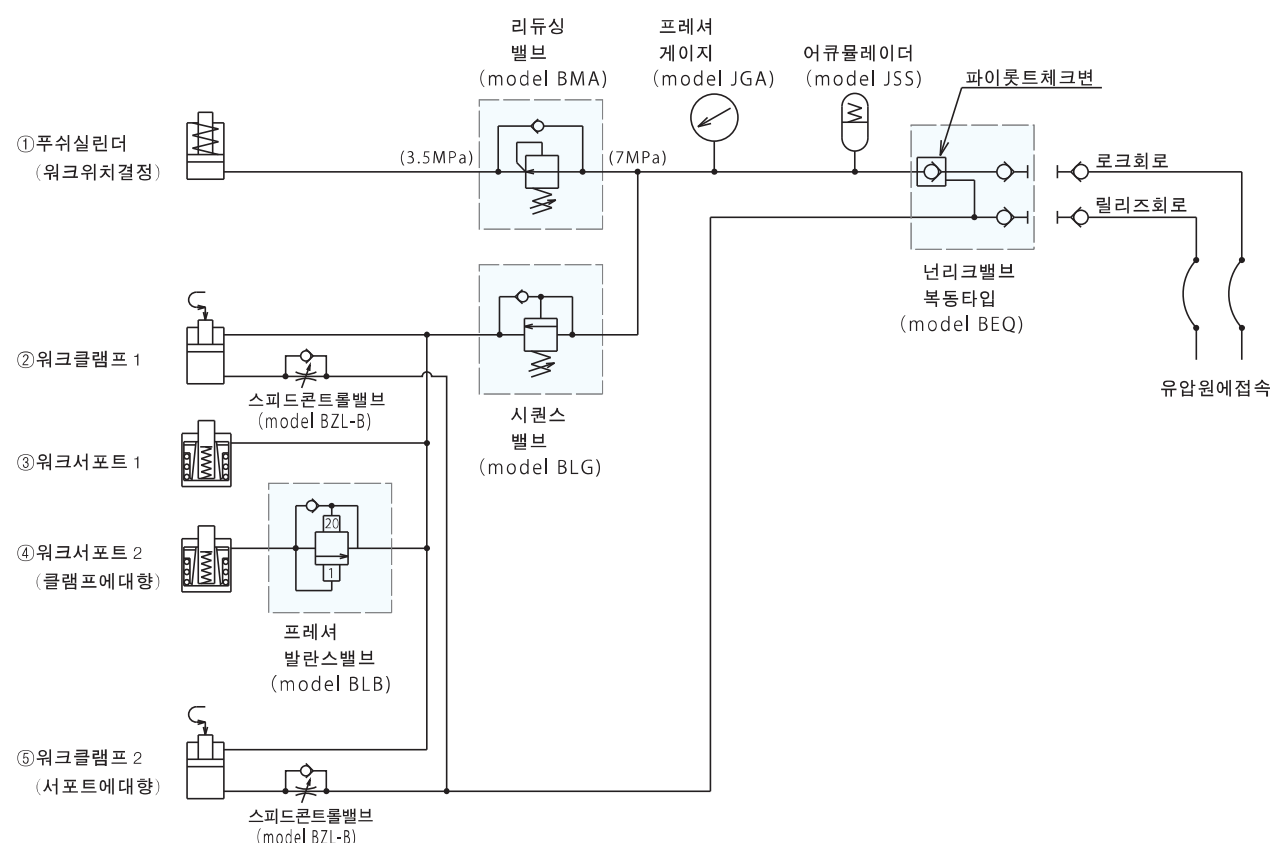 리듀싱
밸브
(model BMA)
프레셔
게이지
(model JGA)
어큐뮬레이더
(model JSS)
파이롯트체크변
①푸쉬실린더
(워크위치결정)
(3.5MPa)
(7MPa)
로크회로
릴리즈회로
넌리크밸브
복동타입
(model BEQ)
유압원에접속
②워크클램프 1
스피드콘트롤밸브
(model BZL-B)
시퀀스
밸브
(model BLG)
③워크서포트 1
④워크서포트 2
(클램프에대향)
20
1
프레셔
발란스밸브
(model BLB)
⑤워크클램프 2
(서포트에대향)
스피드콘트롤밸브
(model BZL-B)